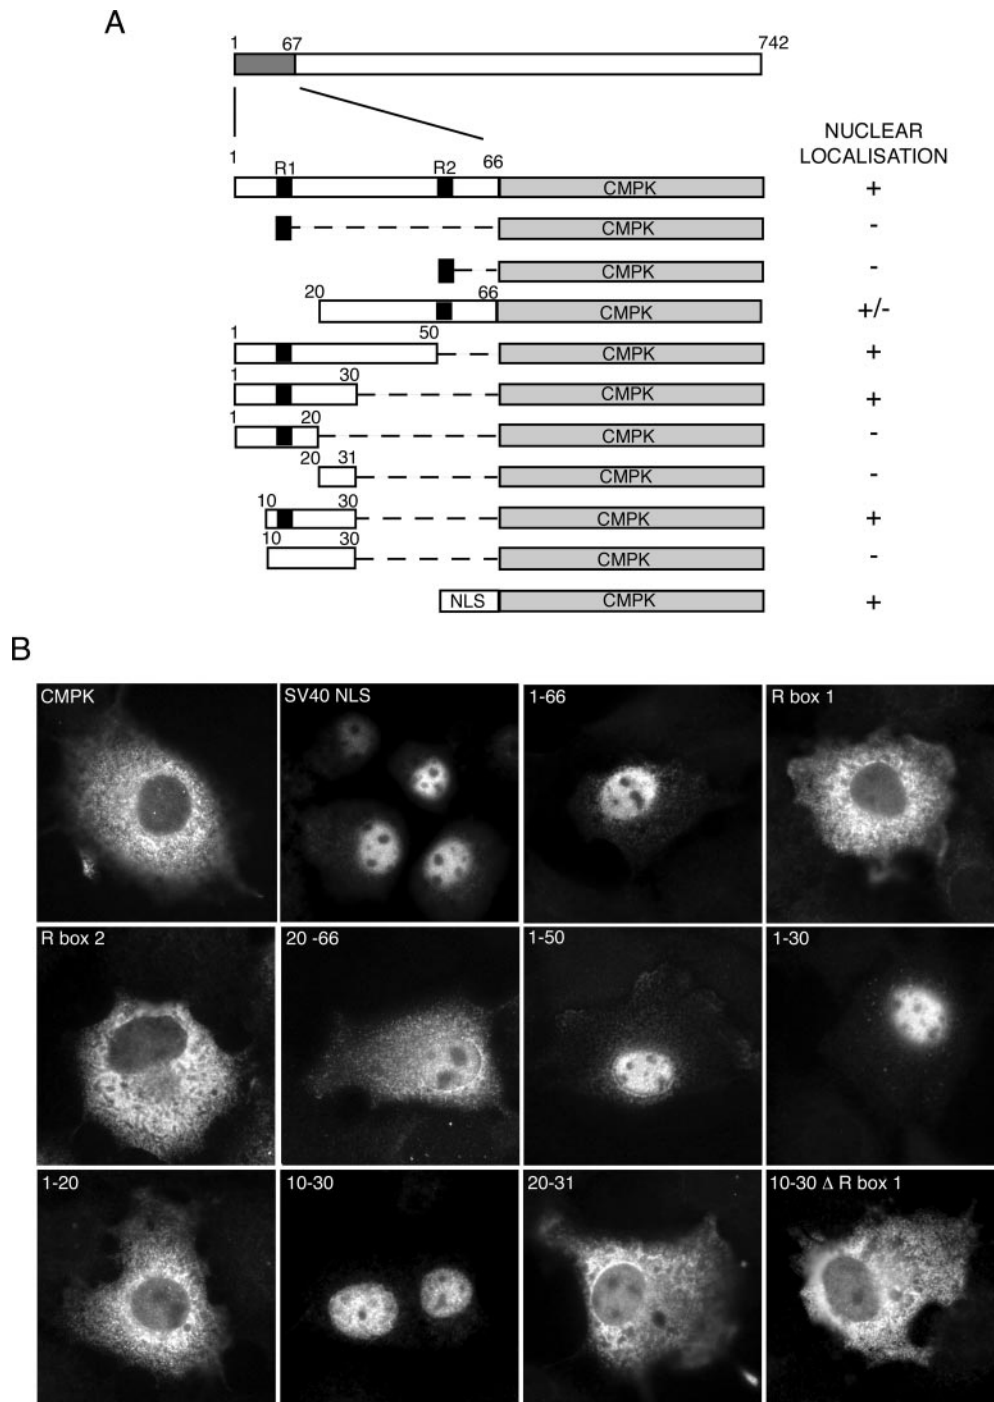 A
1 67 742
NUCLEAR
LOCALISATION
1 R1 R2 66
CMPK +
CMPK -
CMPK -
20 66
CMPK +/-
1 50
CMPK +
1 30
CMPK +
1 20
CMPK -
20 31
CMPK -
10 30
CMPK +
10 30
CMPK -
NLS CMPK +
B
CMPK SV40 NLS 1-66 R box 1
R box 2 20 -66 1-50 1-30
1-20 10-30 20-31 10-30 Δ R box 1